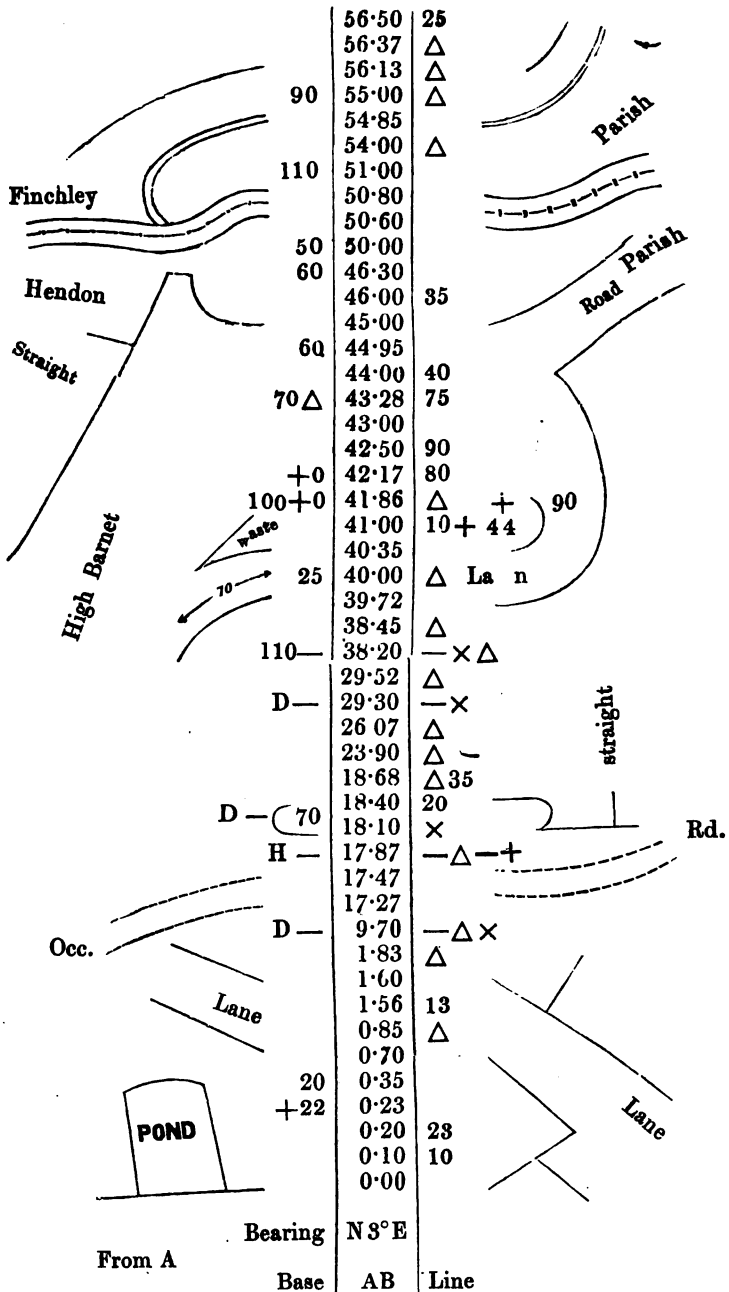 56·50 25
56·37 △
56·13 △
90 55·00 △
54·85
Parish
54·00 △
110 51·00
Finchley 50·80
50·60
50 50·00
Parish
60 46·30
Hendon 46·00 35 Road
45·00
Straight 60 44·95
44·00 40
70△ 43·28 75
43·00
42·50 90
+0 42·17 80
100+0 41·86 △ + 90
waste 41·00 10+ 44
High Barnet
40·35
70 25 40·00 △ La n
39·72
38·45 △
110— 38·20 —×△
29·52 △
D— 29·30 —×
straight
26 07 △
23·90 △
18·68 △35
18·40 20
D — 70 18·10 × Rd.
H — 17·87 —△—+
17·47
17·27
Occ. D — 9·70 —△×
1·83 △
1·60
Lane 1·56 13
0·85 △
0·70
20 0·35
Lane
+22 0·23
POND 0·20 23
0·10 10
0·00
Bearing N 3° E
From A
Base AB Line